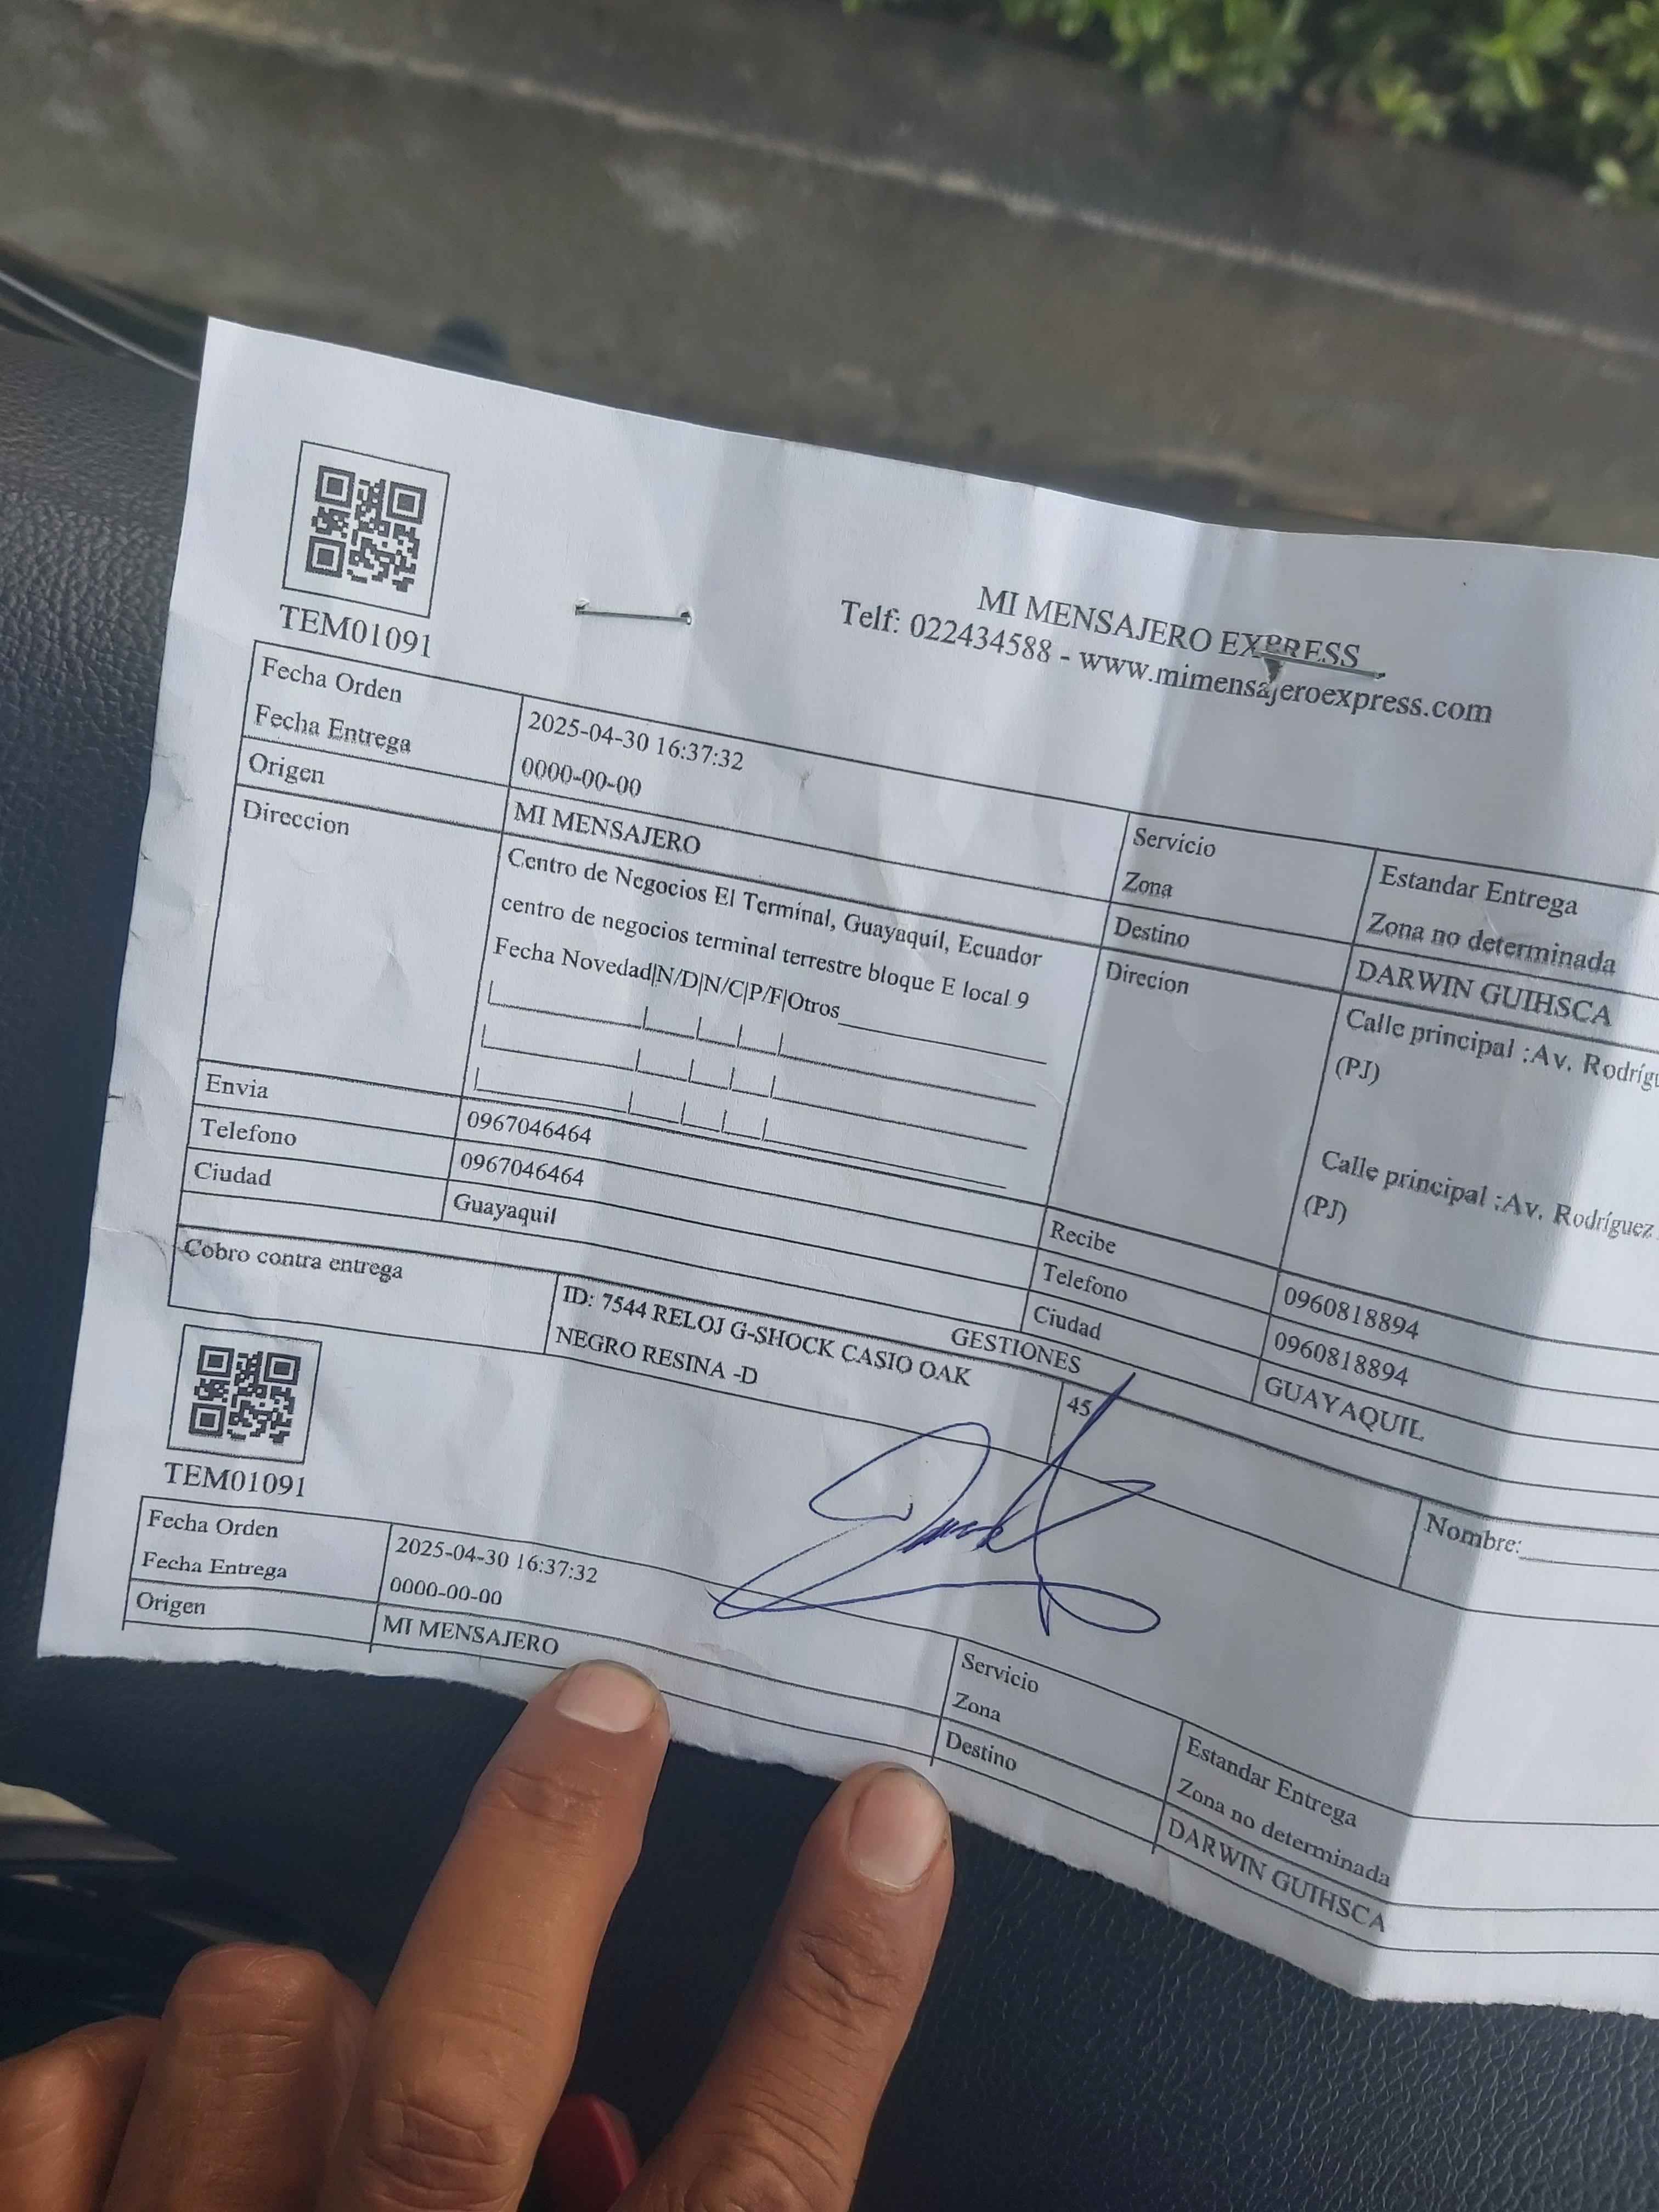 TEM01091
MI MENSAJERO EXPRESS
Telf: 022434588 - www.mimensajeroexpress.com
Fecha Orden 2025-04-30 16:37:32 Servicio Estandar Entrega
Fecha Entrega 0000-00-00 Zona Zona no determinada
Origen MI MENSAJERO Destino DARWIN GUIHSCA
Direccion Centro de Negocios El Terminal, Guayaquil, Ecuador Direcion Calle principal :Av.
centro de negocios terminal terrestre bloque E local 9 (PJ)
Fecha Novedad|N/D|N/C|P/F|Otros
Calle principal :Av. Rodríguez
(PJ)
Envia 0967046464 Recibe 0960818894
Telefono 0967046464 Telefono 0960818894
Ciudad Guayaquil Ciudad GUAYAQUIL
GESTIONES
Cobro contra entrega ID: 7544 RELOJ G-SHOCK CASIO OAK 45 Nombre:
NEGRO RESINA -D
TEM01091
Fecha Orden 2025-04-30 16:37:32 Servicio Estandar Entrega
Fecha Entrega 0000-00-00 Zona Zona no determinada
Origen MI MENSAJERO Destino DARWIN GUIHSCA